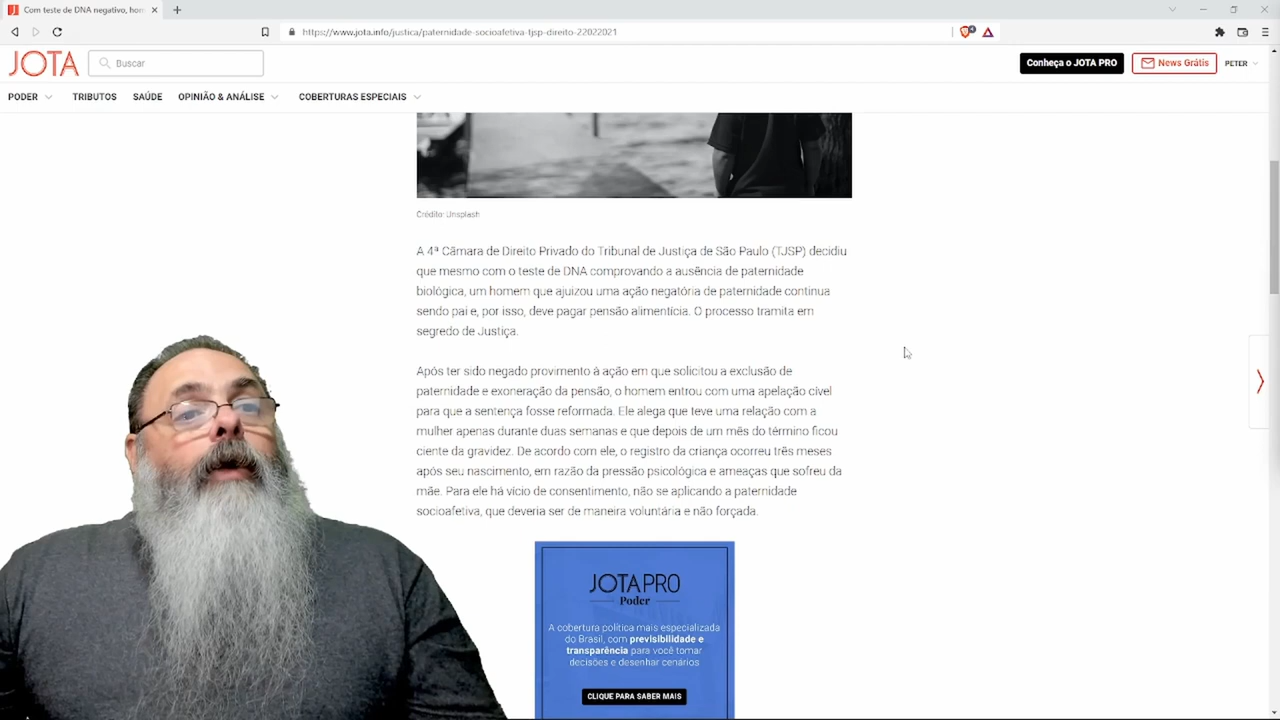 Com teste de DNA negativo, hon
https://www.jota.info/justica/paternidade-socioafetiva-tjsp-direito-22022021
JOTA
Buscar
Conheça o JOTA PRO
News Grátis
PETER
PODER
TRIBUTOS
SAÚDE
OPINIÃO & ANÁLISE
COBERTURAS ESPECIAIS
Crédito: Unsplash
A 4ª Câmara de Direito Privado do Tribunal de Justiça de São Paulo (TJSP) decidiu
que mesmo com o teste de DNA comprovando a ausência de paternidade
biológica, um homem que ajuizou uma ação negatória de paternidade continua
sendo pai e, por isso, deve pagar pensão alimentícia. O processo tramita em
segredo de Justiça.
Após ter sido negado provimento à ação em que solicitou a exclusão de
paternidade e exoneração da pensão, o homem entrou com uma apelação cível
para que a sentença fosse reformada. Ele alega que teve uma relação com a
mulher apenas durante duas semanas e que depois de um mês do término ficou
ciente da gravidez. De acordo com ele, o registro da criança ocorreu três meses
após seu nascimento, em razão da pressão psicológica e ameaças que sofreu da
mãe. Para ele há vício de consentimento, não se aplicando a paternidade
socioafetiva, que deveria ser de maneira voluntária e não forçada.
JOTA PRO
Poder
A cobertura política mais especializada
do Brasil, com previsibilidade e
transparência para você tomar
decisões e desenhar cenários
CLIQUE PARA SABER MAIS